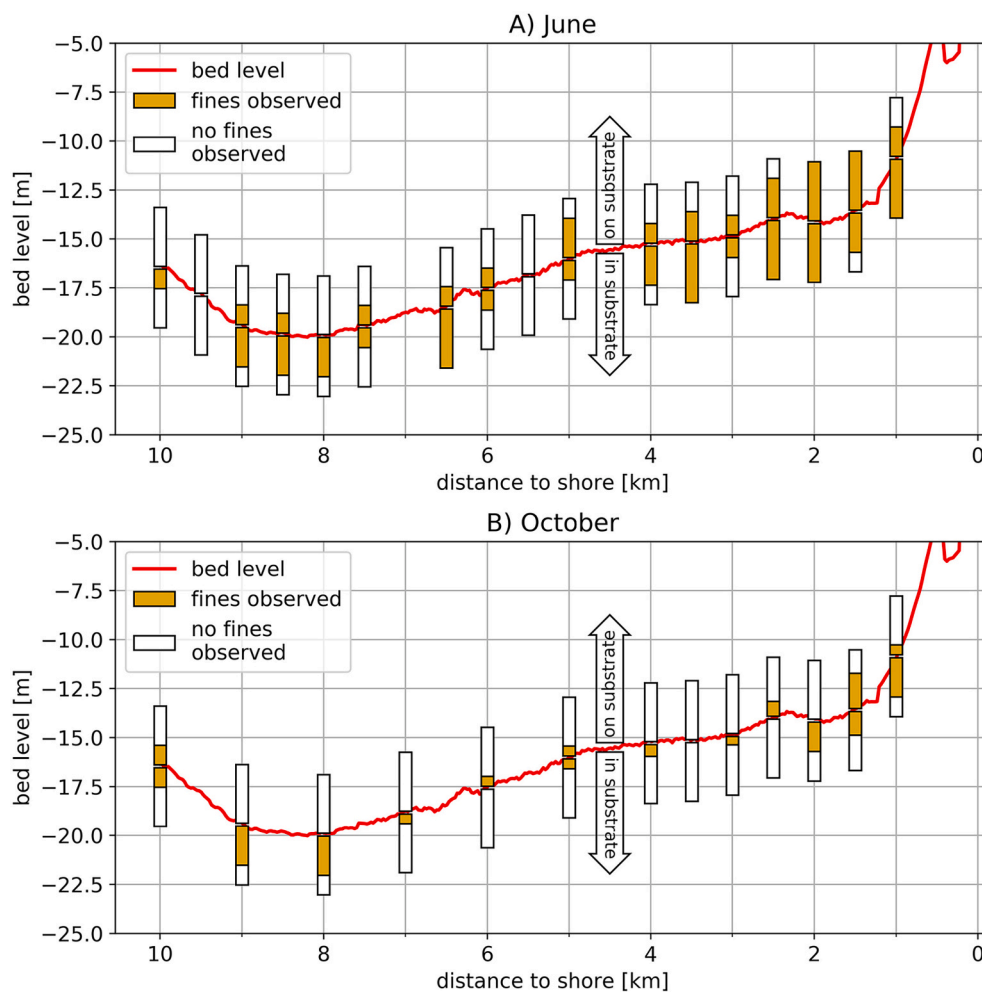 A) June
−5.0
−7.5
−10.0
−12.5
−15.0
−17.5
−20.0
−22.5
−25.0
bed level [m]
bed level
fines observed
no fines
observed
on substrate
in substrate
10
8
6
4
2
0
distance to shore [km]
B) October
−5.0
−7.5
−10.0
−12.5
−15.0
−17.5
−20.0
−22.5
−25.0
bed level [m]
bed level
fines observed
no fines
observed
on substrate
in substrate
10
8
6
4
2
0
distance to shore [km]